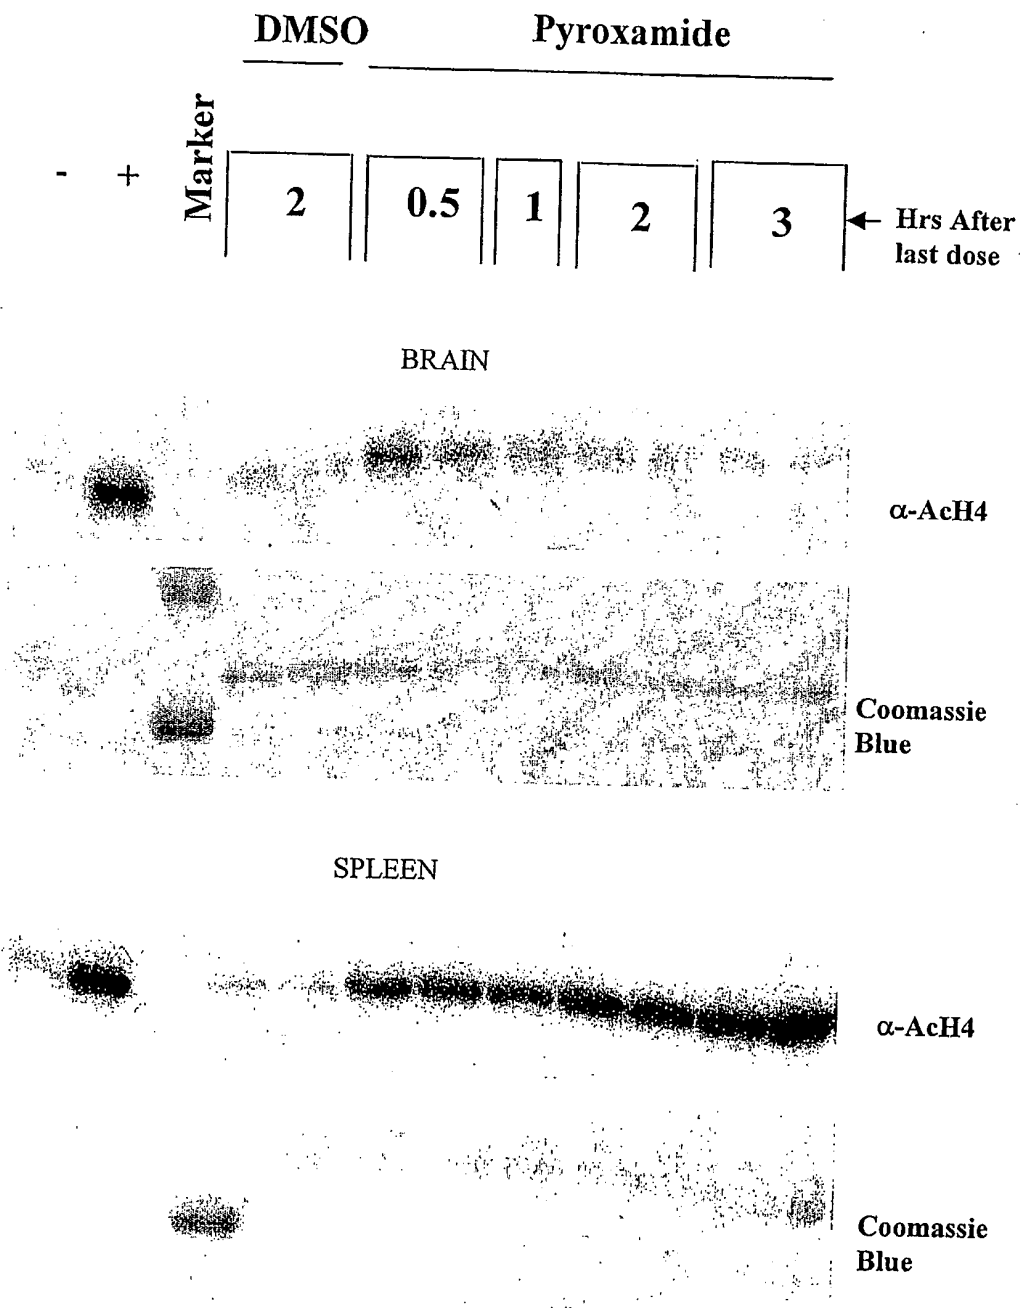 DMSO Pyroxamide
- + Marker 2 0.5 1 2 3 Hrs After
last dose
BRAIN
α-AcH4
Coomassie
Blue
SPLEEN
α-AcH4
Coomassie
Blue